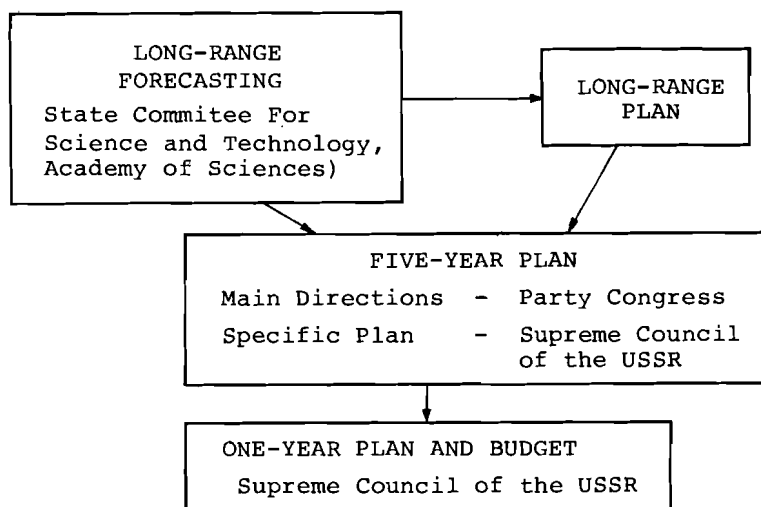 LONG-RANGE
FORECASTING
State Commitee For
Science and Technology,
Academy of Sciences)
LONG-RANGE
PLAN
FIVE-YEAR PLAN
Main Directions - Party Congress
Specific Plan - Supreme Council
of the USSR
ONE-YEAR PLAN AND BUDGET
Supreme Council of the USSR